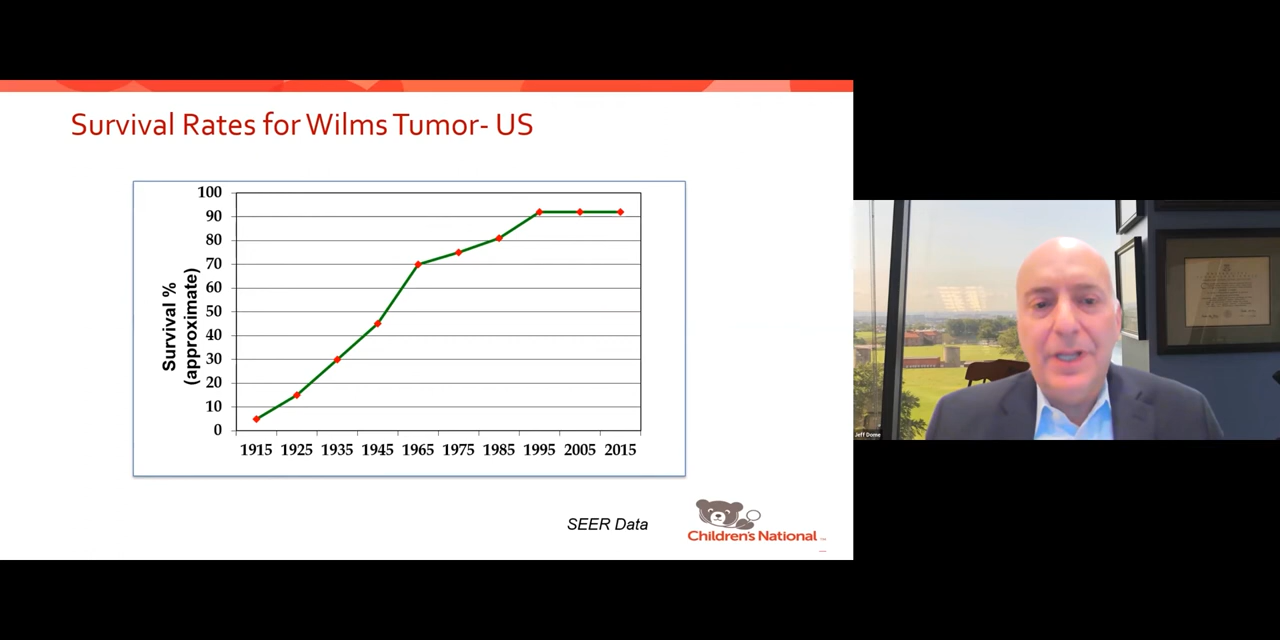 Survival Rates for Wilms Tumor- US
Survival %
(approximate)
100
90
80
70
60
50
40
30
20
10
0
1915 1925 1935 1945 1965 1975 1985 1995 2005 2015
SEER Data
Children's National
Jeff Dome